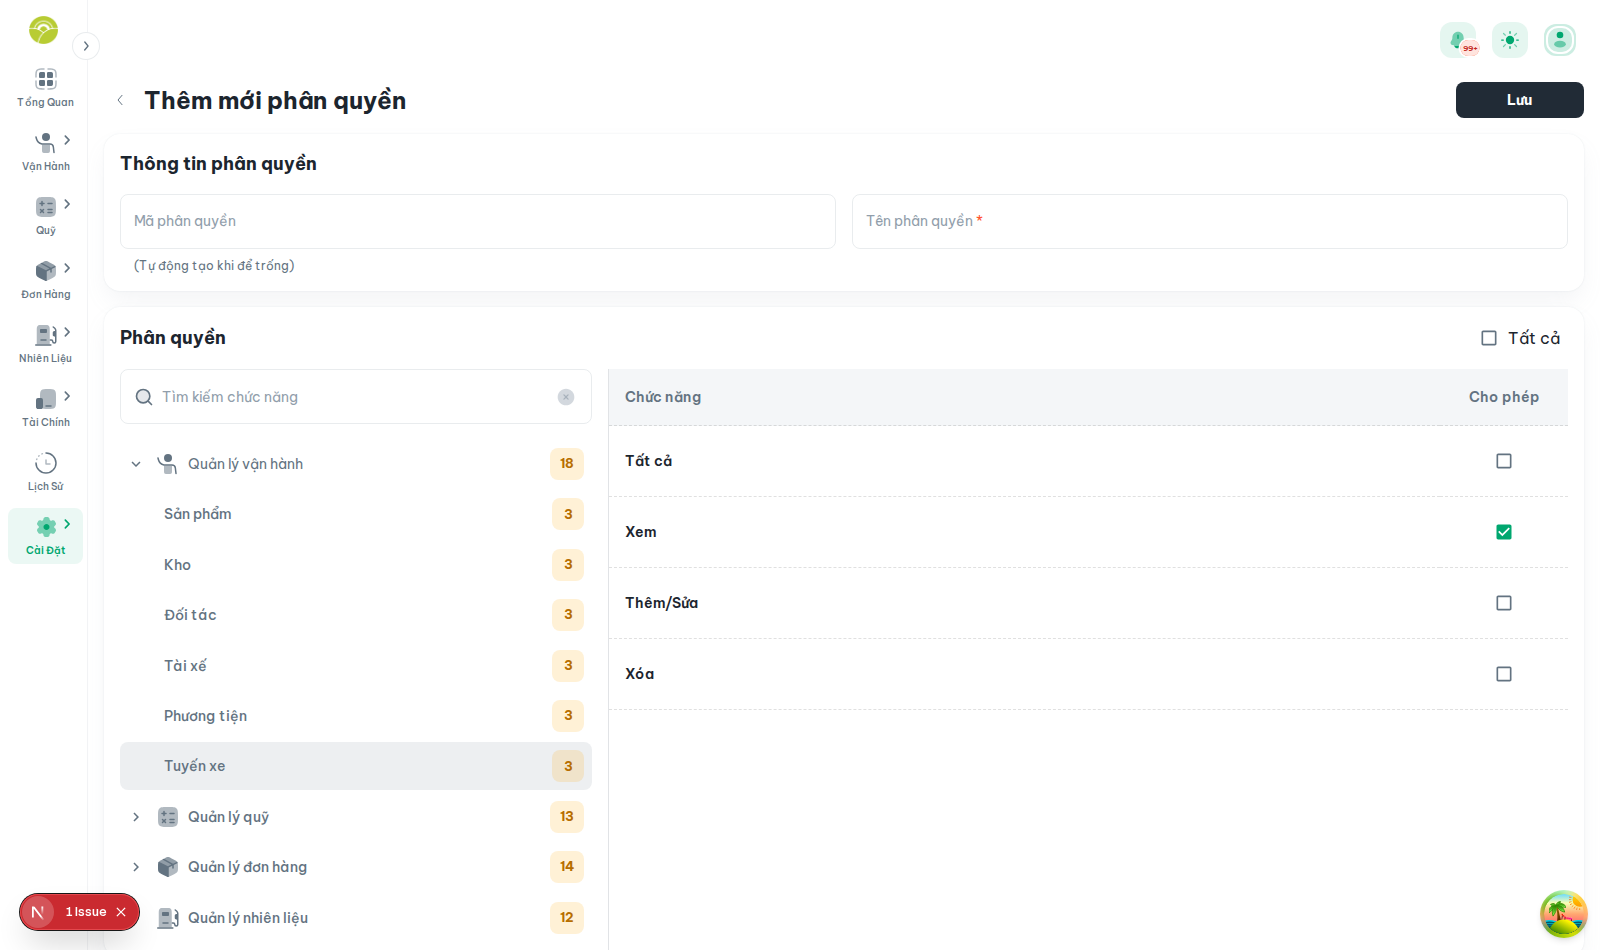 99+
Tổng Quan
Vận Hành
Quỹ
Đơn Hàng
Nhiên Liệu
Tài Chính
Lịch Sử
Cài Đặt
Thêm mới phân quyền
Lưu
Thông tin phân quyền
Mã phân quyền
Tên phân quyền *
(Tự động tạo khi để trống)
Phân quyền
Tất cả
Tìm kiếm chức năng
Quản lý vận hành 18
Sản phẩm 3
Kho 3
Đối tác 3
Tài xế 3
Phương tiện 3
Tuyến xe 3
Quản lý quỹ 13
Quản lý đơn hàng 14
Quản lý nhiên liệu 12
Chức năng Cho phép
Tất cả
Xem
Thêm/Sửa
Xóa
N 1 Issue